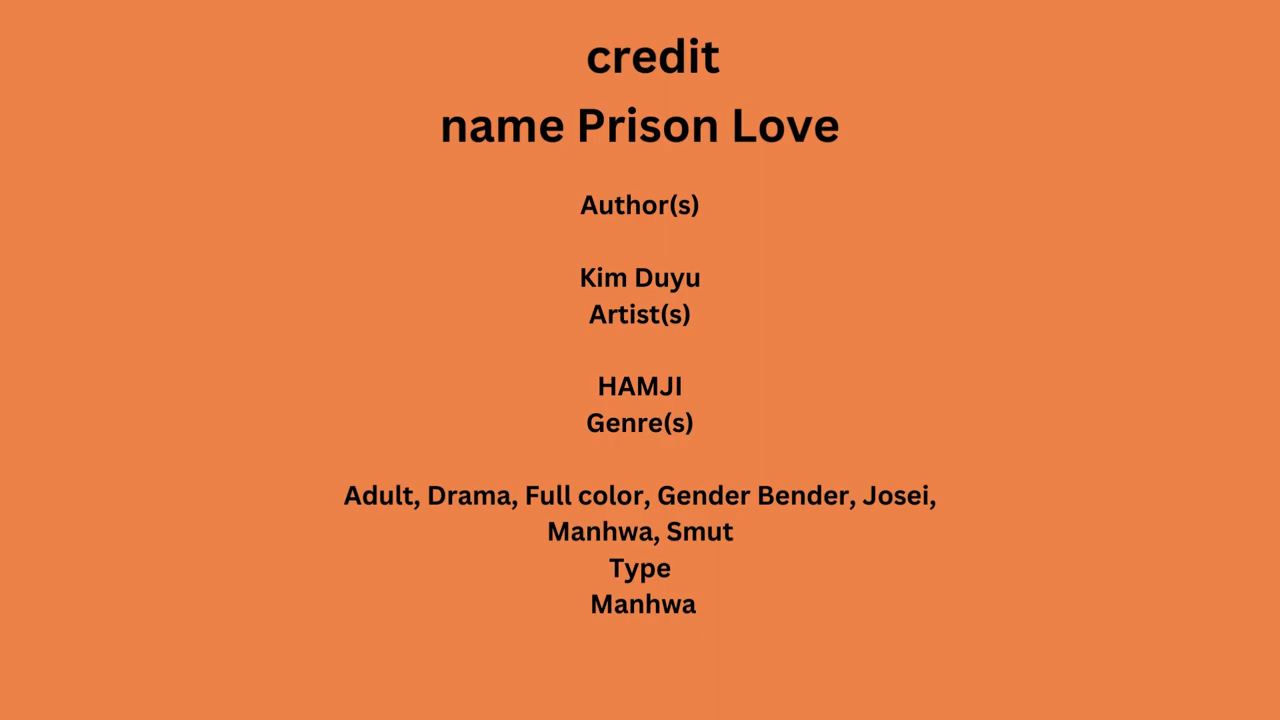 credit
name Prison Love
Author(s)
Kim Duyu
Artist(s)
HAMJI
Genre(s)
Adult, Drama, Full color, Gender Bender, Josei,
Manhwa, Smut
Type
Manhwa